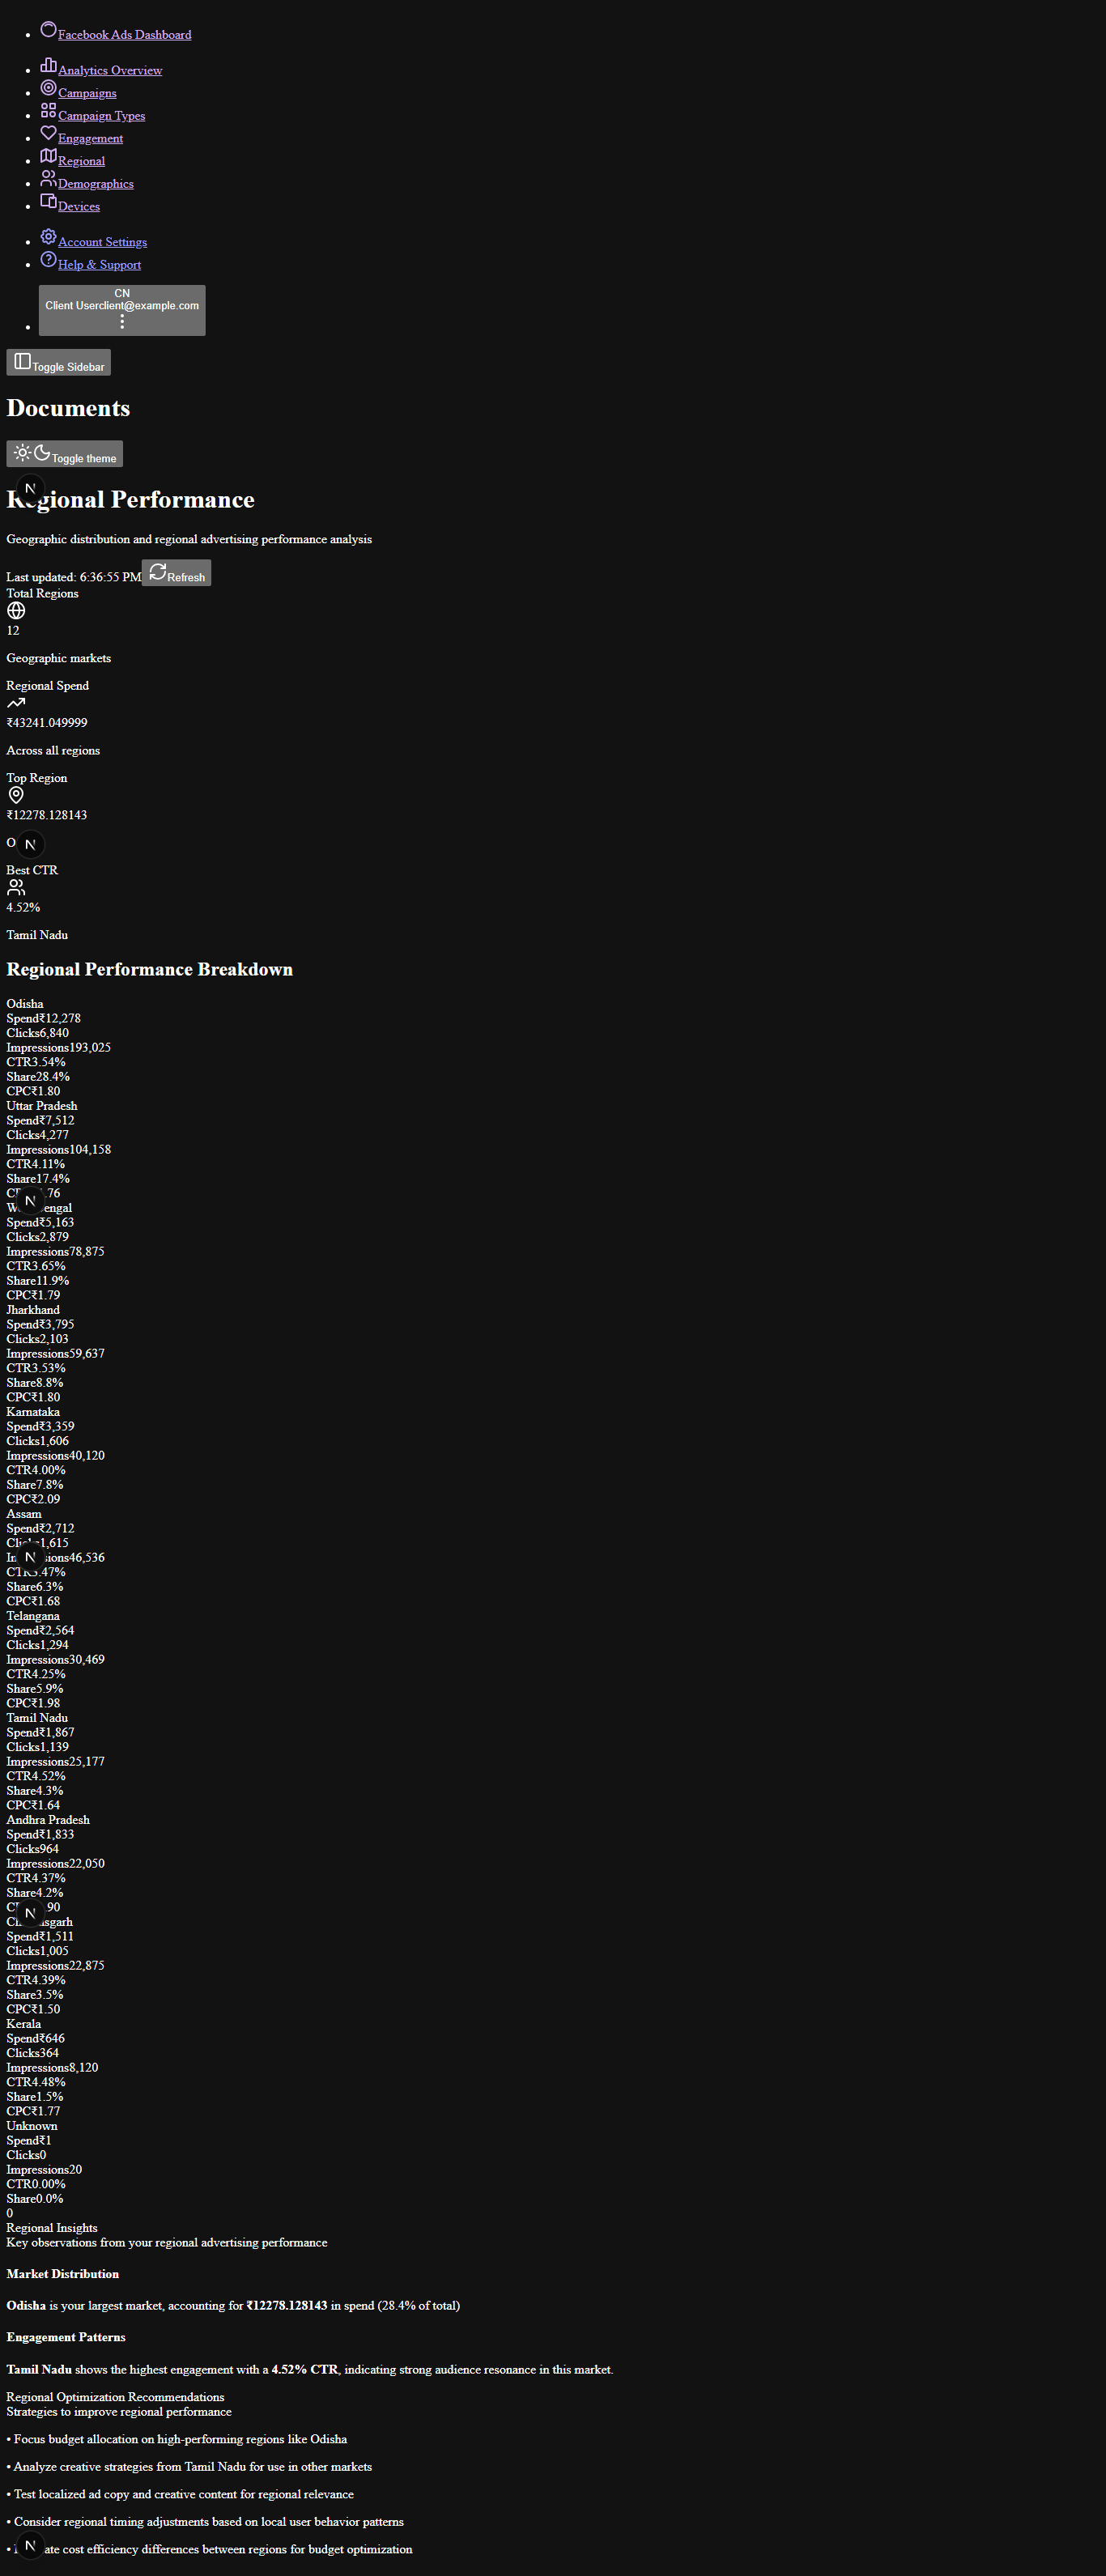 Facebook Ads Dashboard
Analytics Overview
Campaigns
Campaign Types
Engagement
Regional
Demographics
Devices
Account Settings
Help & Support
CN
Client Userclient@example.com
Toggle Sidebar
Documents
Toggle theme
Regional Performance
Geographic distribution and regional advertising performance analysis
Last updated: 6:36:55 PM Refresh
Total Regions
12
Geographic markets
Regional Spend
₹43241.049999
Across all regions
Top Region
₹12278.128143
O
Best CTR
4.52%
Tamil Nadu
Regional Performance Breakdown
Odisha
Spend₹12,278
Clicks6,840
Impressions193,025
CTR3.54%
Share28.4%
CPC₹1.80
Uttar Pradesh
Spend₹7,512
Clicks4,277
Impressions104,158
CTR4.11%
Share17.4%
.76
engal
Spend₹5,163
Clicks2,879
Impressions78,875
CTR3.65%
Share11.9%
CPC₹1.79
Jharkhand
Spend₹3,795
Clicks2,103
Impressions59,637
CTR3.53%
Share8.8%
CPC₹1.80
Karnataka
Spend₹3,359
Clicks1,606
Impressions40,120
CTR4.00%
Share7.8%
CPC₹2.09
Assam
Spend₹2,712
Clicks1,615
Impressions46,536
CTR3.47%
Share6.3%
CPC₹1.68
Telangana
Spend₹2,564
Clicks1,294
Impressions30,469
CTR4.25%
Share5.9%
CPC₹1.98
Tamil Nadu
Spend₹1,867
Clicks1,139
Impressions25,177
CTR4.52%
Share4.3%
CPC₹1.64
Andhra Pradesh
Spend₹1,833
Clicks964
Impressions22,050
CTR4.37%
Share4.2%
.90
sgarh
Spend₹1,511
Clicks1,005
Impressions22,875
CTR4.39%
Share3.5%
CPC₹1.50
Kerala
Spend₹646
Clicks364
Impressions8,120
CTR4.48%
Share1.5%
CPC₹1.77
Unknown
Spend₹1
Clicks0
Impressions20
CTR0.00%
Share0.0%
0
Regional Insights
Key observations from your regional advertising performance
Market Distribution
Odisha is your largest market, accounting for ₹12278.128143 in spend (28.4% of total)
Engagement Patterns
Tamil Nadu shows the highest engagement with a 4.52% CTR, indicating strong audience resonance in this market.
Regional Optimization Recommendations
Strategies to improve regional performance
• Focus budget allocation on high-performing regions like Odisha
• Analyze creative strategies from Tamil Nadu for use in other markets
• Test localized ad copy and creative content for regional relevance
• Consider regional timing adjustments based on local user behavior patterns
• ate cost efficiency differences between regions for budget optimization